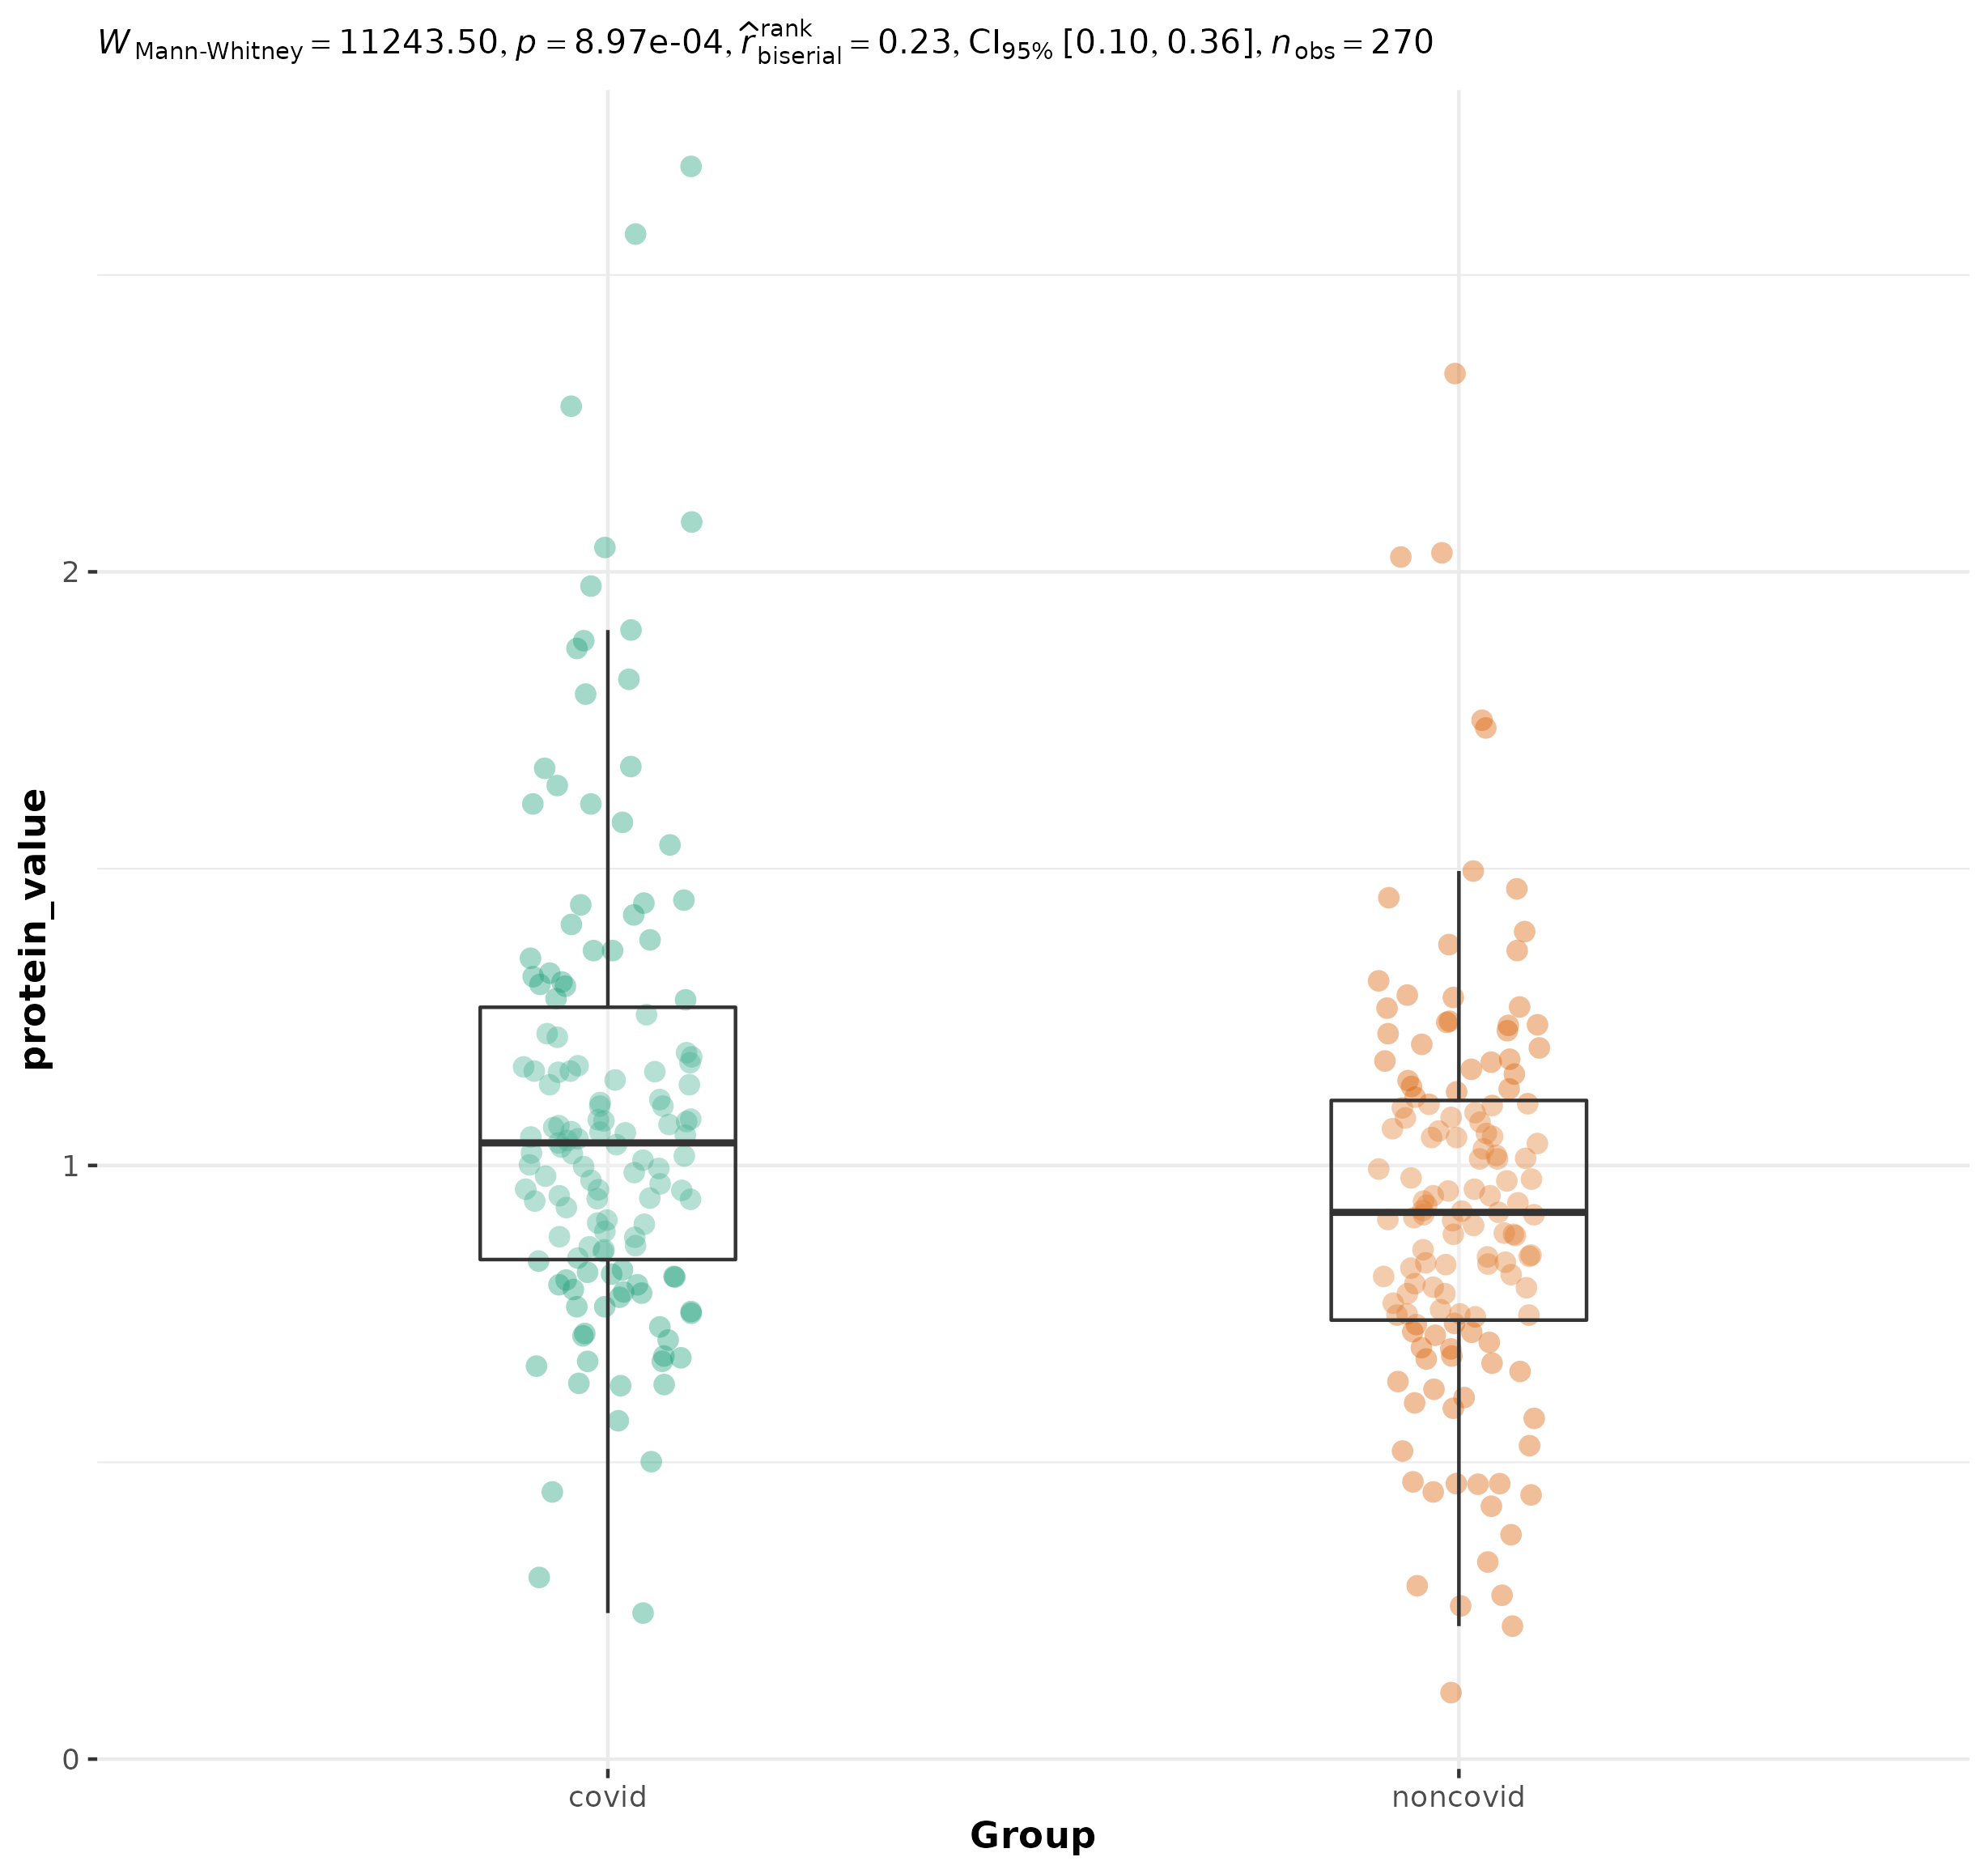 W Mann-Whitney = 11243.50, p = 8.97e-04, r̂ rank biserial = 0.23, CI95% [0.10, 0.36], n obs = 270
protein_value
2
1
0
covid noncovid
Group